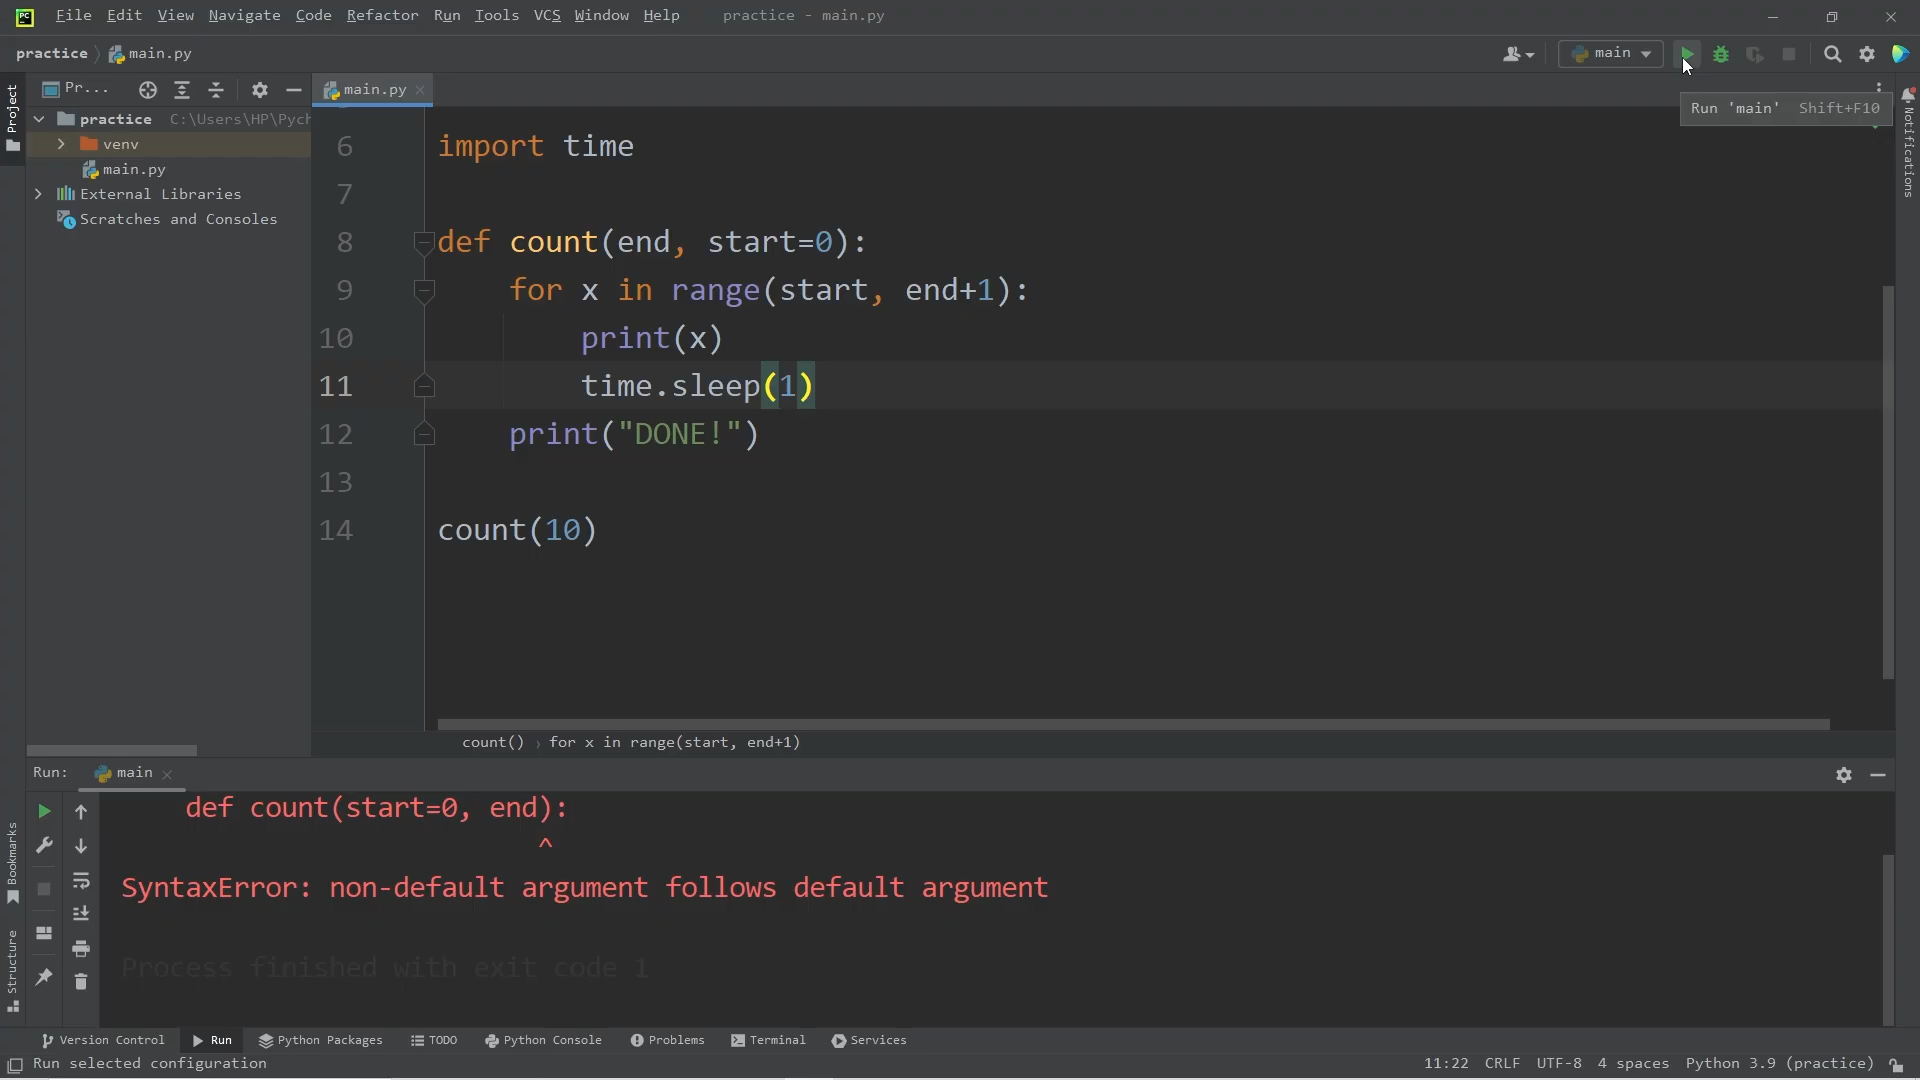 PC File Edit View Navigate Code Refactor Run Tools VCS Window Help practice - main.py
practice main.py main
Pr... main.py
Run 'main' Shift+F10
Project
Notifications
practice C:\Users\HP\Pych
venv
main.py
External Libraries
Scratches and Consoles
6 import time
7
8 def count(end, start=0):
9 for x in range(start, end+1):
10 print(x)
11 time.sleep(1)
12 print("DONE!")
13
14 count(10)
count() › for x in range(start, end+1)
Run: main
def count(start=0, end):
^
SyntaxError: non-default argument follows default argument
Process finished with exit code 1
Bookmarks
Structure
Version Control Run Python Packages TODO Python Console Problems Terminal Services
Run selected configuration 11:22 CRLF UTF-8 4 spaces Python 3.9 (practice)